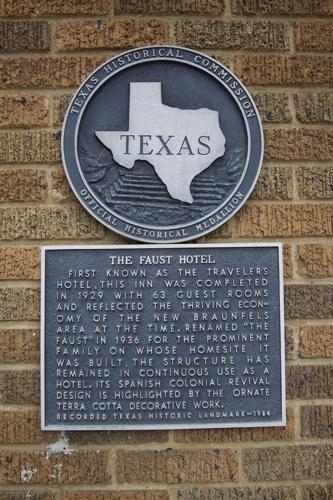 TEXAS HISTORICAL COMMISSION
TEXAS
OFFICIAL HISTORICAL MEDALLION
THE FAUST HOTEL
FIRST KNOWN AS THE TRAVELERS
HOTEL, THIS INN WAS COMPLETED
IN 1929 WITH 63 GUEST ROOMS
AND REFLECTED THE THRIVING ECON-
OMY OF THE NEW BRAUNFELS
AREA AT THE TIME. RENAMED "THE
FAUST" IN 1936 FOR THE PROMINENT
FAMILY ON WHOSE HOMESITE IT
WAS BUILT, THE STRUCTURE HAS
REMAINED IN CONTINUOUS USE AS A
HOTEL. ITS SPANISH COLONIAL REVIVAL
DESIGN IS HIGHLIGHTED BY THE ORNATE
TERRA COTTA DECORATIVE WORK.
RECORDED TEXAS HISTORIC LANDMARK-1984